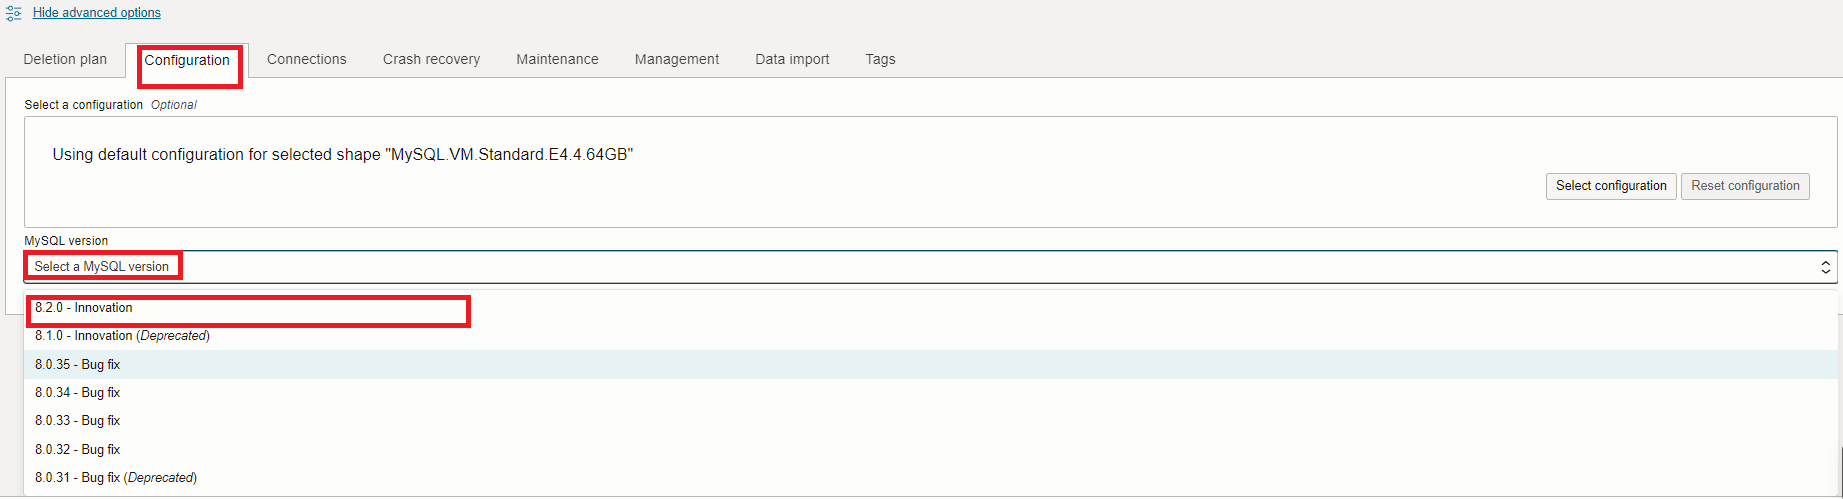 Hide advanced options
Deletion plan Configuration Connections Crash recovery Maintenance Management Data import Tags
Select a configuration Optional
Using default configuration for selected shape "MySQL.VM.Standard.E4.4.64GB"
Select configuration Reset configuration
MySQL version
Select a MySQL version
8.2.0 - Innovation
8.1.0 - Innovation (Deprecated)
8.0.35 - Bug fix
8.0.34 - Bug fix
8.0.33 - Bug fix
8.0.32 - Bug fix
8.0.31 - Bug fix (Deprecated)